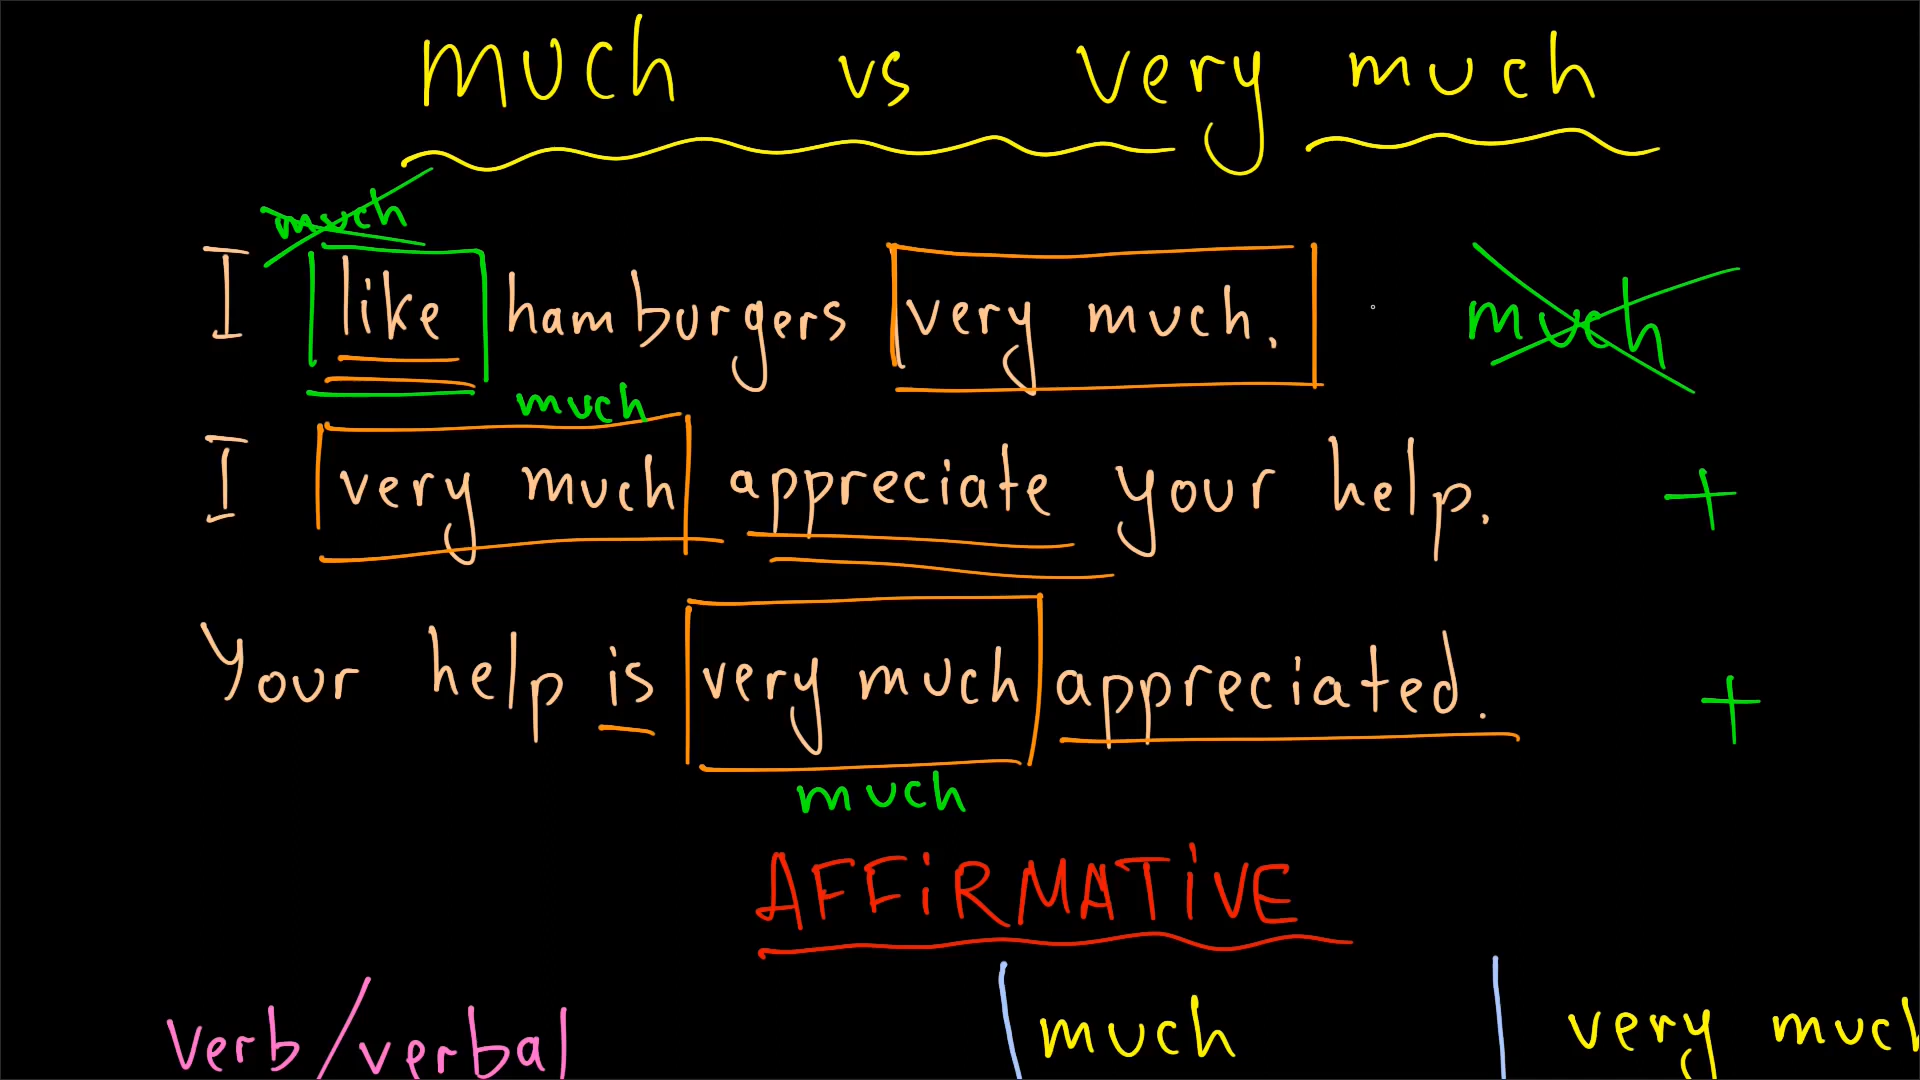 much vs very much
much
I like hamburgers very much. much
much
I very much appreciate your help. +
Your help is very much appreciated. +
much
AFFiRMATiVE
verb/verbal much very much